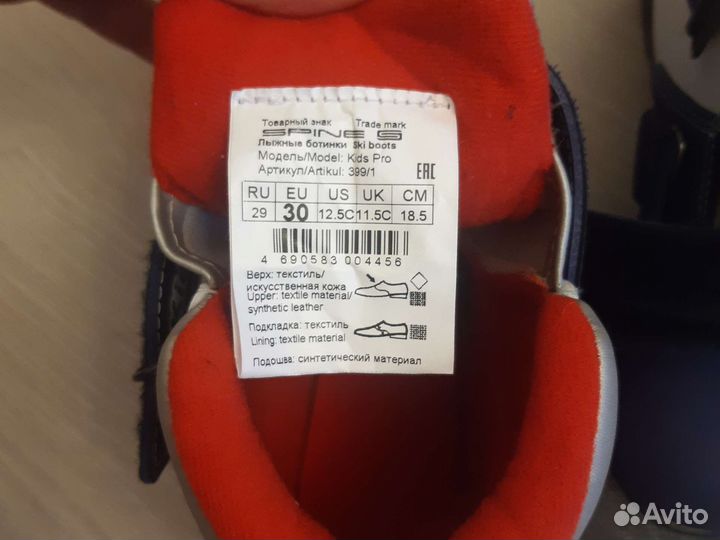 Товарный знак Trade mark
SPINE S
Лыжные ботинки Ski boots
Модель/Model: Kids Pro
Артикул/Artikul: 399/1
EAC
RU EU US UK CM
29 30 12.5C 11.5C 18.5
4 690583 004456
Верх: текстиль/
искусственная кожа
Upper: textile material/
synthetic leather
Подкладка: текстиль
Lining: textile material
Подошва: синтетический материал
Avito